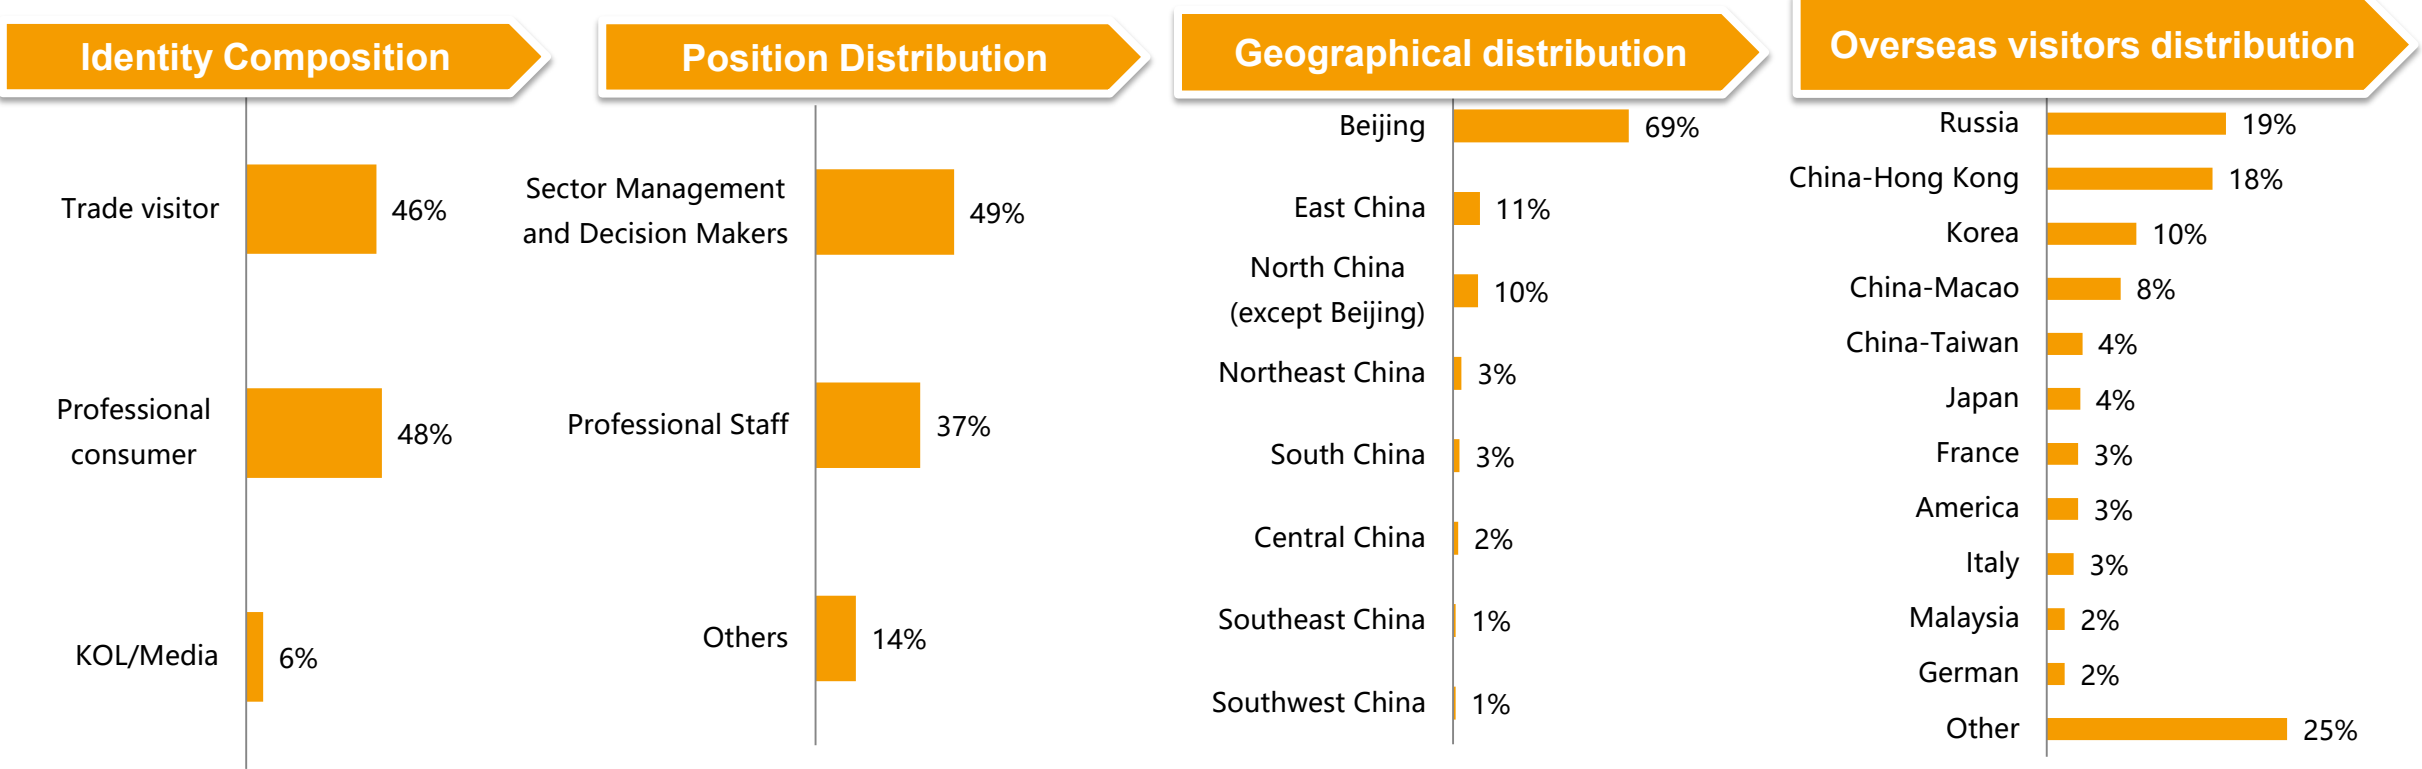 Identity Composition
Trade visitor
46%
Professional
consumer
48%
KOL/Media
6%
Position Distribution
Sector Management
and Decision Makers
49%
Professional Staff
37%
Others
14%
Geographical distribution
Beijing
69%
East China
11%
North China
(except Beijing)
10%
Northeast China
3%
South China
3%
Central China
2%
Southeast China
1%
Southwest China
1%
Overseas visitors distribution
Russia
19%
China-Hong Kong
18%
Korea
10%
China-Macao
8%
China-Taiwan
4%
Japan
4%
France
3%
America
3%
Italy
3%
Malaysia
2%
German
2%
Other
25%